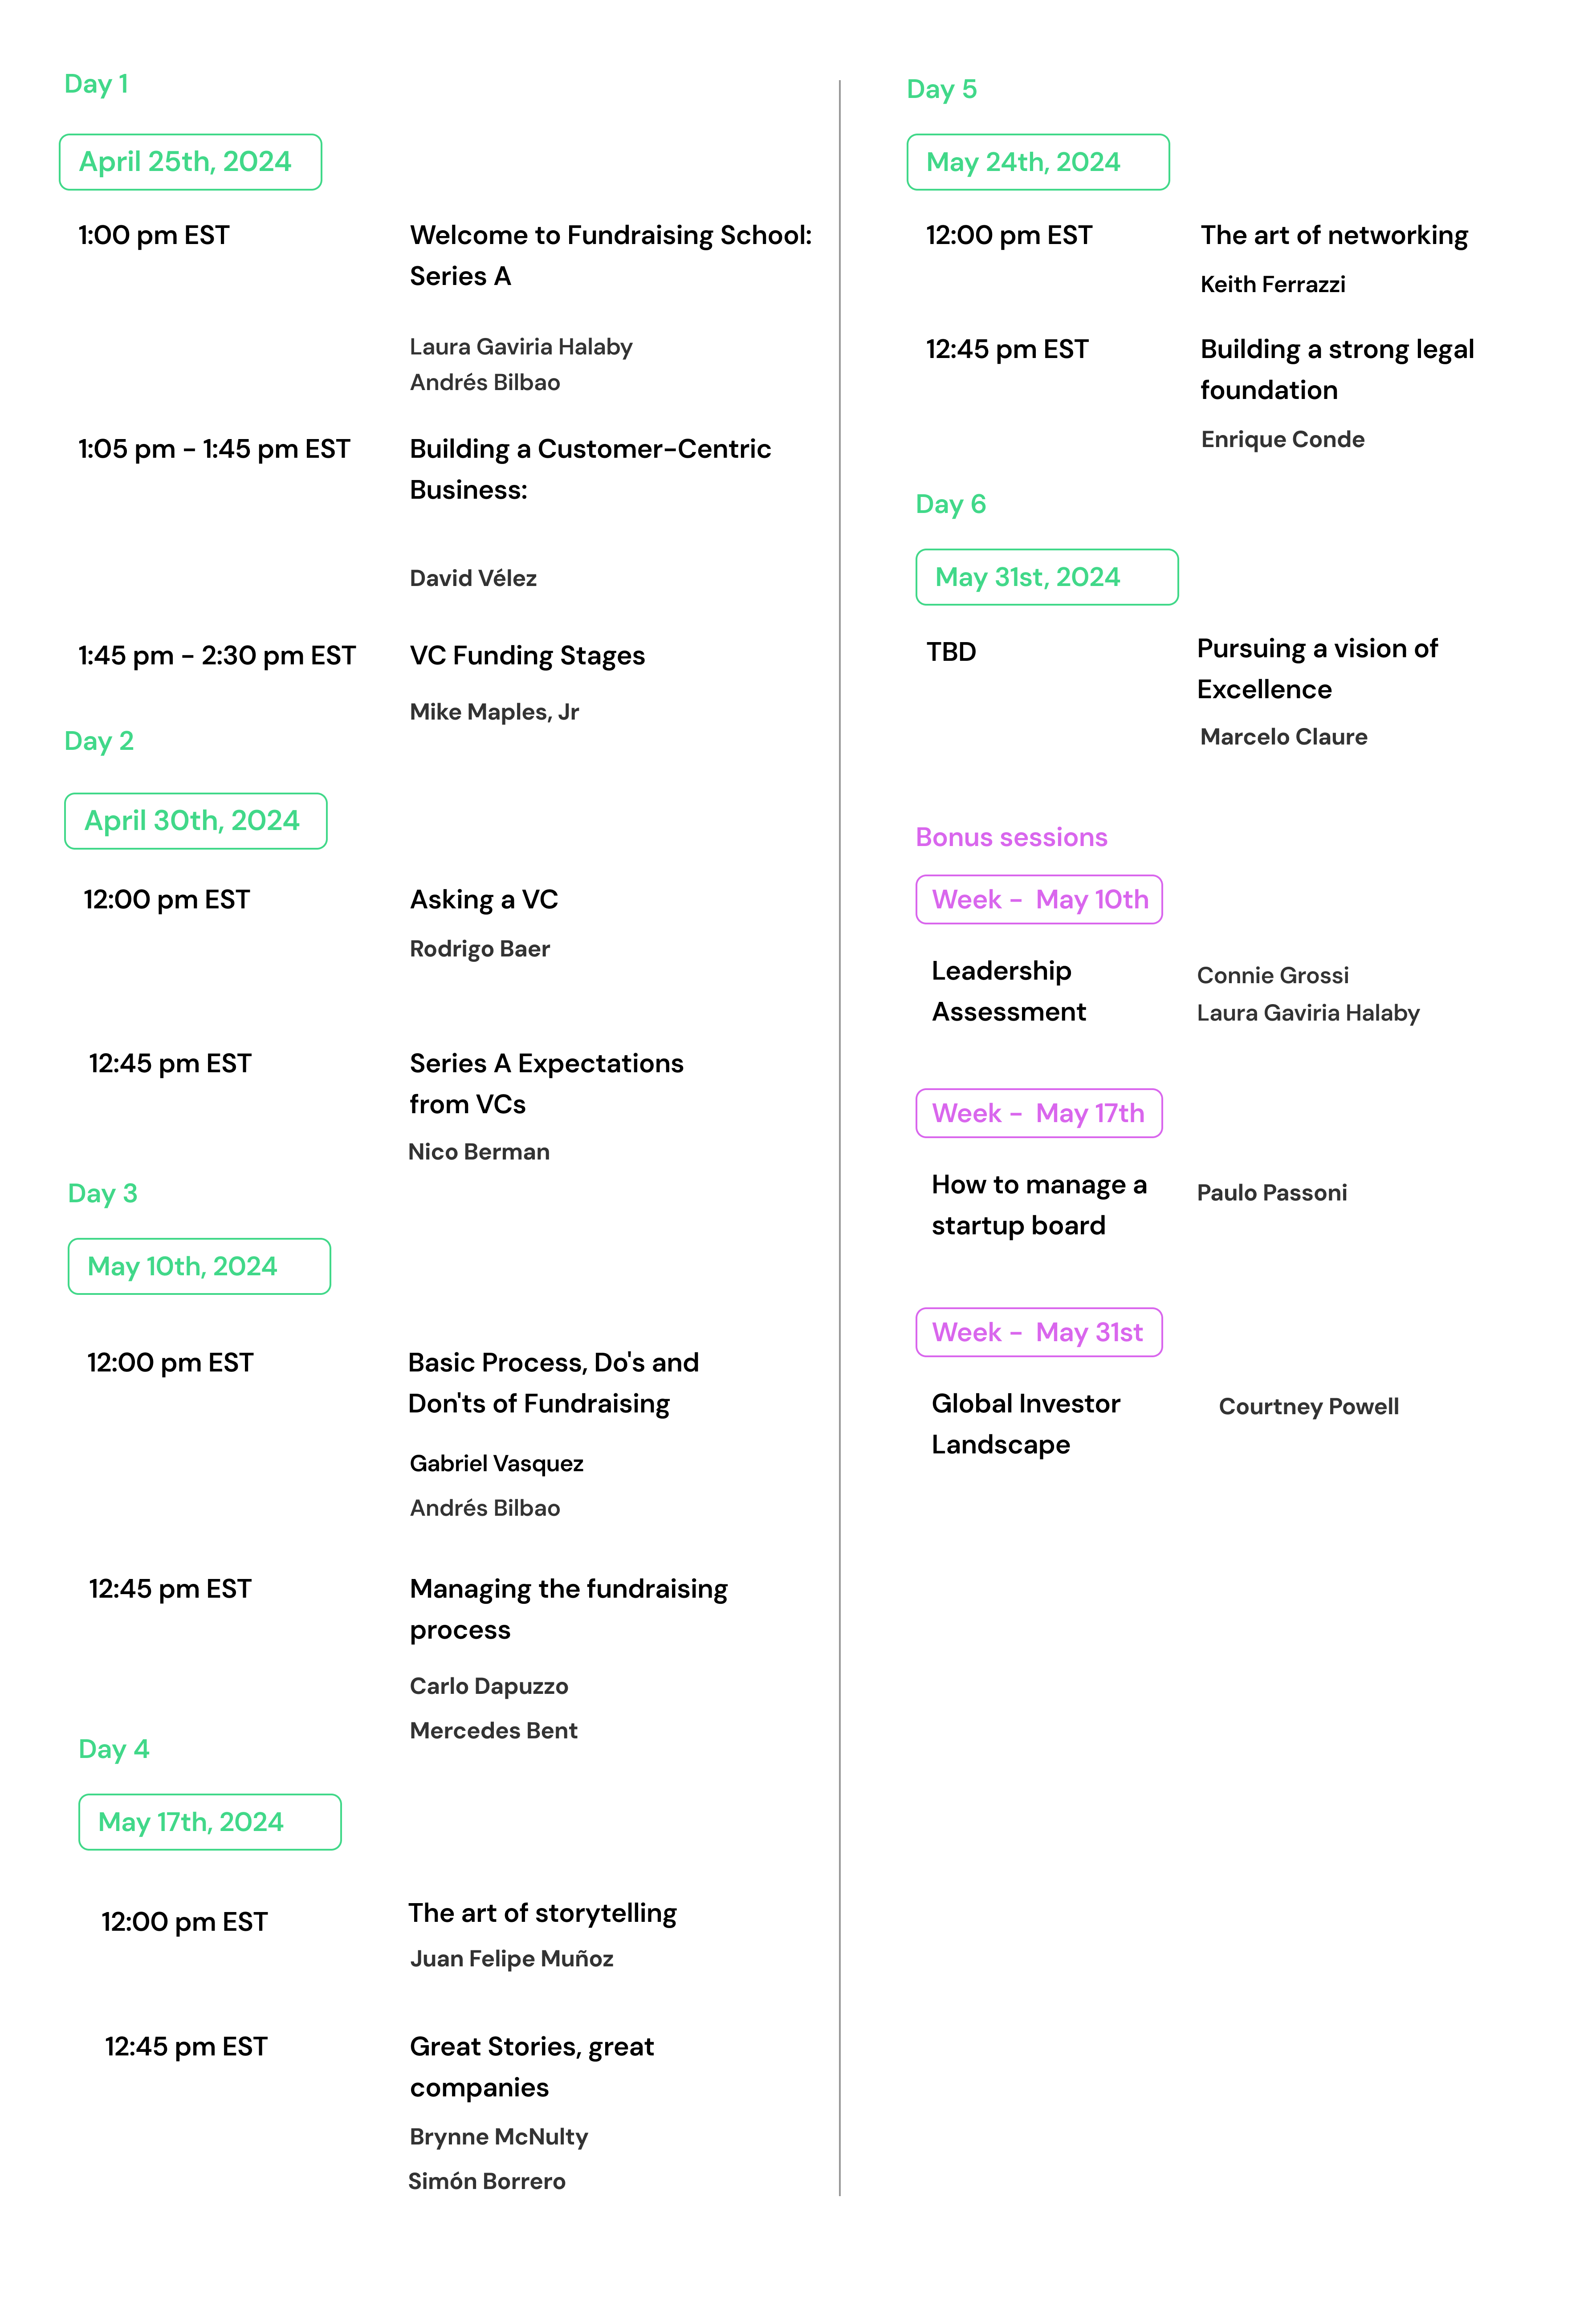 Day 1
April 25th, 2024
1:00 pm EST
Welcome to Fundraising School:
Series A
Laura Gaviria Halaby
Andrés Bilbao
1:05 pm - 1:45 pm EST
Building a Customer-Centric
Business:
David Vélez
1:45 pm - 2:30 pm EST
VC Funding Stages
Mike Maples, Jr
Day 2
April 30th, 2024
12:00 pm EST
Asking a VC
Rodrigo Baer
12:45 pm EST
Series A Expectations
from VCs
Nico Berman
Day 3
May 10th, 2024
12:00 pm EST
Basic Process, Do's and
Don'ts of Fundraising
Gabriel Vasquez
Andrés Bilbao
12:45 pm EST
Managing the fundraising
process
Carlo Dapuzzo
Mercedes Bent
Day 4
May 17th, 2024
12:00 pm EST
The art of storytelling
Juan Felipe Muñoz
12:45 pm EST
Great Stories, great
companies
Brynne McNulty
Simón Borrero
Day 5
May 24th, 2024
12:00 pm EST
The art of networking
Keith Ferrazzi
12:45 pm EST
Building a strong legal
foundation
Enrique Conde
Day 6
May 31st, 2024
TBD
Pursuing a vision of
Excellence
Marcelo Claure
Bonus sessions
Week - May 10th
Leadership
Assessment
Connie Grossi
Laura Gaviria Halaby
Week - May 17th
How to manage a
startup board
Paulo Passoni
Week - May 31st
Global Investor
Landscape
Courtney Powell